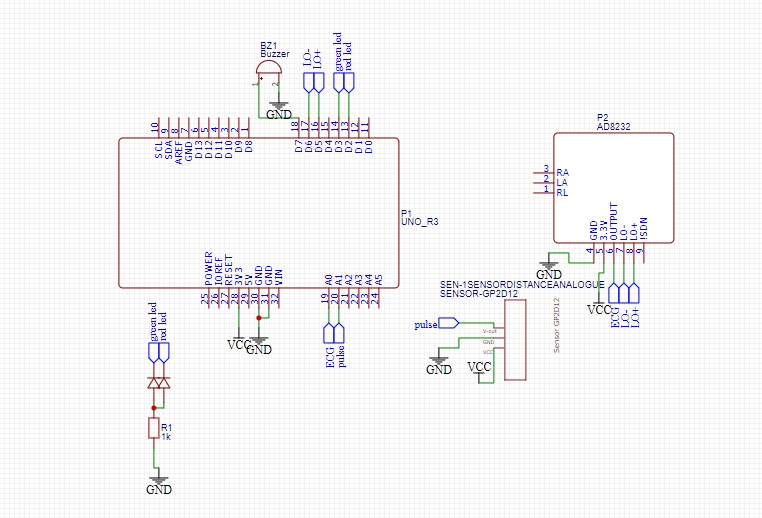 BZ1
Buzzer
1
2
GND
LO-
LO+
green led
red led
10
9
8
7
6
5
4
3
2
1
18
17
16
15
14
13
12
11
SCL
SDA
AREF
GND
D13
D12
D11
D10
D9
D8
D7
D6
D5
D4
D3
D2
D1
D0
P1
UNO_R3
POWER
IOREF
RESET
3V3
5V
GND
GND
VIN
A0
A1
A2
A3
A4
A5
25
26
27
28
29
30
31
32
19
20
21
22
23
24
VCC
GND
ECG
pulse
P2
AD8232
3 RA
2 LA
1 RL
GND
3.3V
OUTPUT
LO-
LO+
!SDN
4
5
6
7
8
9
GND
VCC
ECG
LO-
LO+
SEN-1SENSORDISTANCEANALOGUE
SENSOR-GP2D12
pulse
V-out
GND
VCC
Sensor GP2D12
GND
VCC
green led
red led
R1
1k
GND